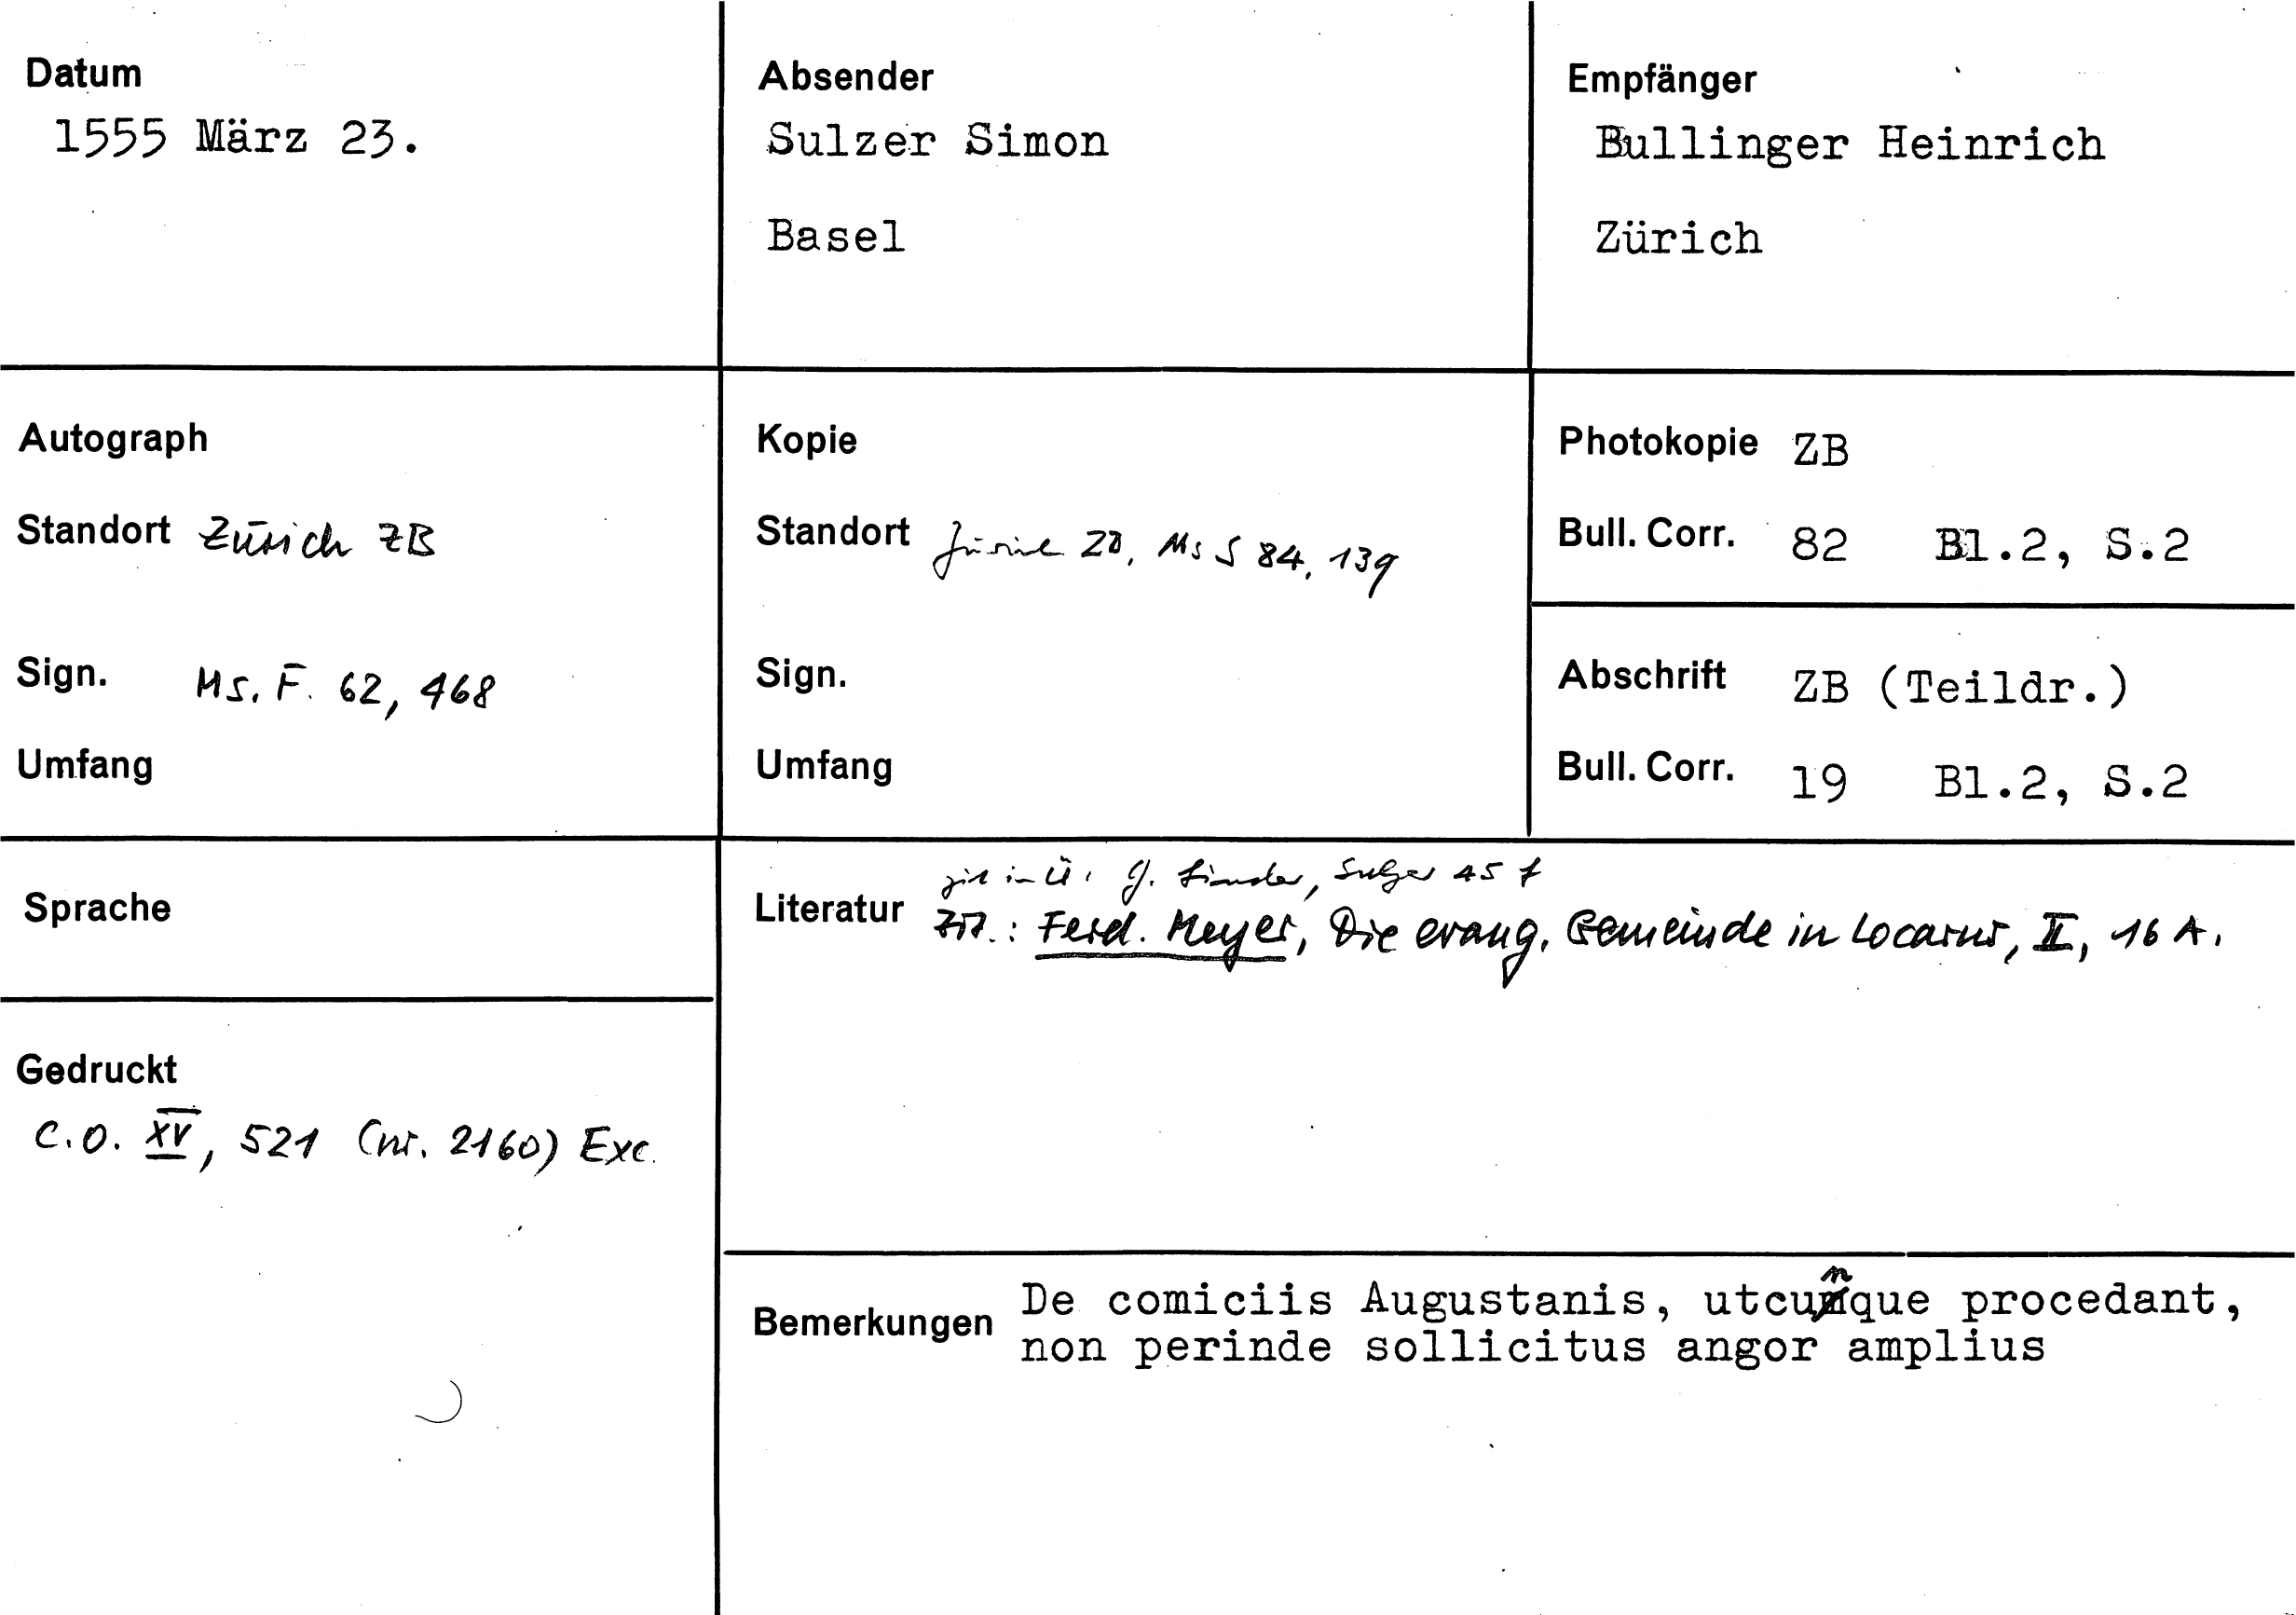 Datum
1555 März 23.
Absender
Sulzer Simon
Basel
Empfänger
Bullinger Heinrich
Zürich
Autograph
Standort Zürich ZB
Sign. Ms. F. 62, 468
Umfang
Kopie
Standort Zürich ZB, Ms S 84, 139
Sign.
Umfang
Photokopie ZB
Bull. Corr. 82 Bl.2, S.2
Abschrift ZB (Teildr.)
Bull. Corr. 19 Bl.2, S.2
Sprache
Gedruckt
C.O. XV, 521 (nr. 2160) Exc.
zit in Ü: G. Linder, Sulzer 45 f
Literatur Zit.: Ferd. Meyer, Die evang. Gemeinde in Locarno, II, 16 A.
Bemerkungen De comiciis Augustanis, utcunque procedant,
non perinde sollicitus angor amplius